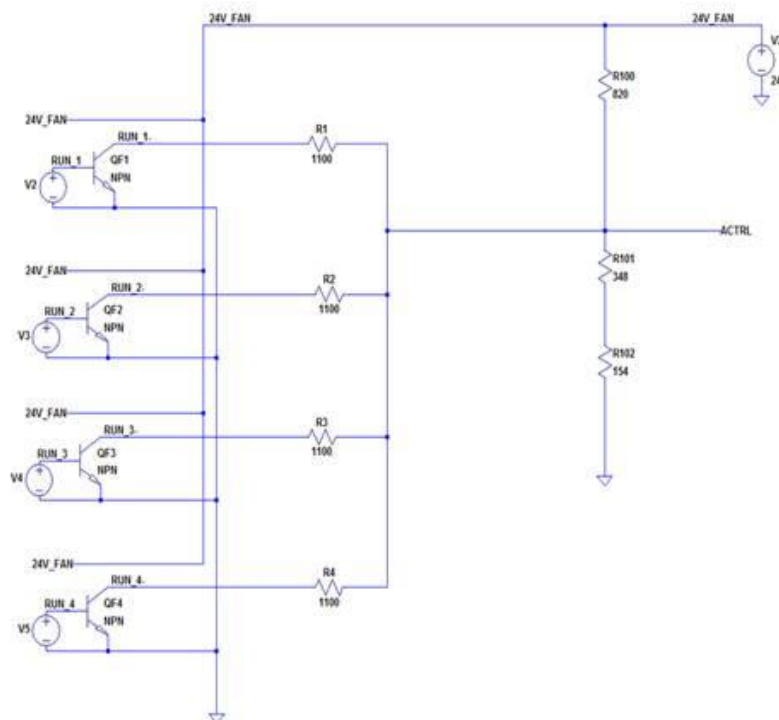 24V_FAN
24V_FAN
R100
820
24V_FAN
RUN_1-
R1
1100
RUN_1
QF1
NPN
V2
ACTRL
R101
348
24V_FAN
RUN_2-
R2
1100
RUN_2
QF2
NPN
V3
R102
154
24V_FAN
RUN_3-
R3
1100
RUN_3
QF3
NPN
V4
24V_FAN
RUN_4-
R4
1100
RUN_4
QF4
NPN
V5